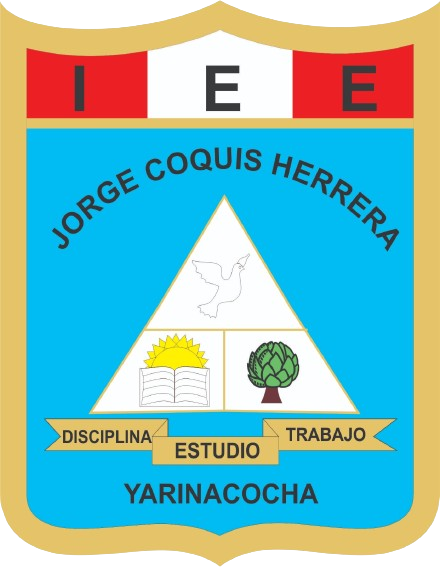 I E E
JORGE COQUIS HERRERA
DISCIPLINA
ESTUDIO
TRABAJO
YARINACOCHA